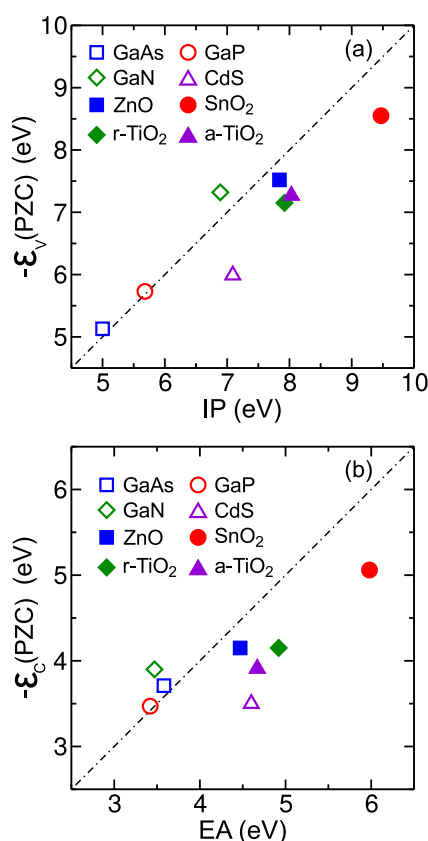 (a)
GaAs GaP
GaN CdS
ZnO SnO₂
r-TiO₂ a-TiO₂
-εᵥ(PZC) (eV)
10
9
8
7
6
5
5 6 7 8 9 10
IP (eV)
(b)
GaAs GaP
GaN CdS
ZnO SnO₂
r-TiO₂ a-TiO₂
-ε_C(PZC) (eV)
6
5
4
3
3 4 5 6
EA (eV)